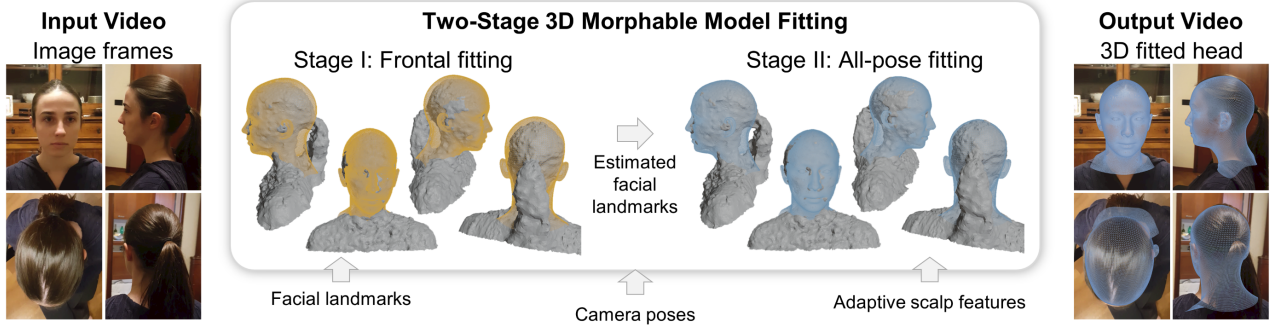 Input Video
Image frames
Two-Stage 3D Morphable Model Fitting
Stage I: Frontal fitting
Stage II: All-pose fitting
Estimated
facial
landmarks
Facial landmarks
Camera poses
Adaptive scalp features
Output Video
3D fitted head